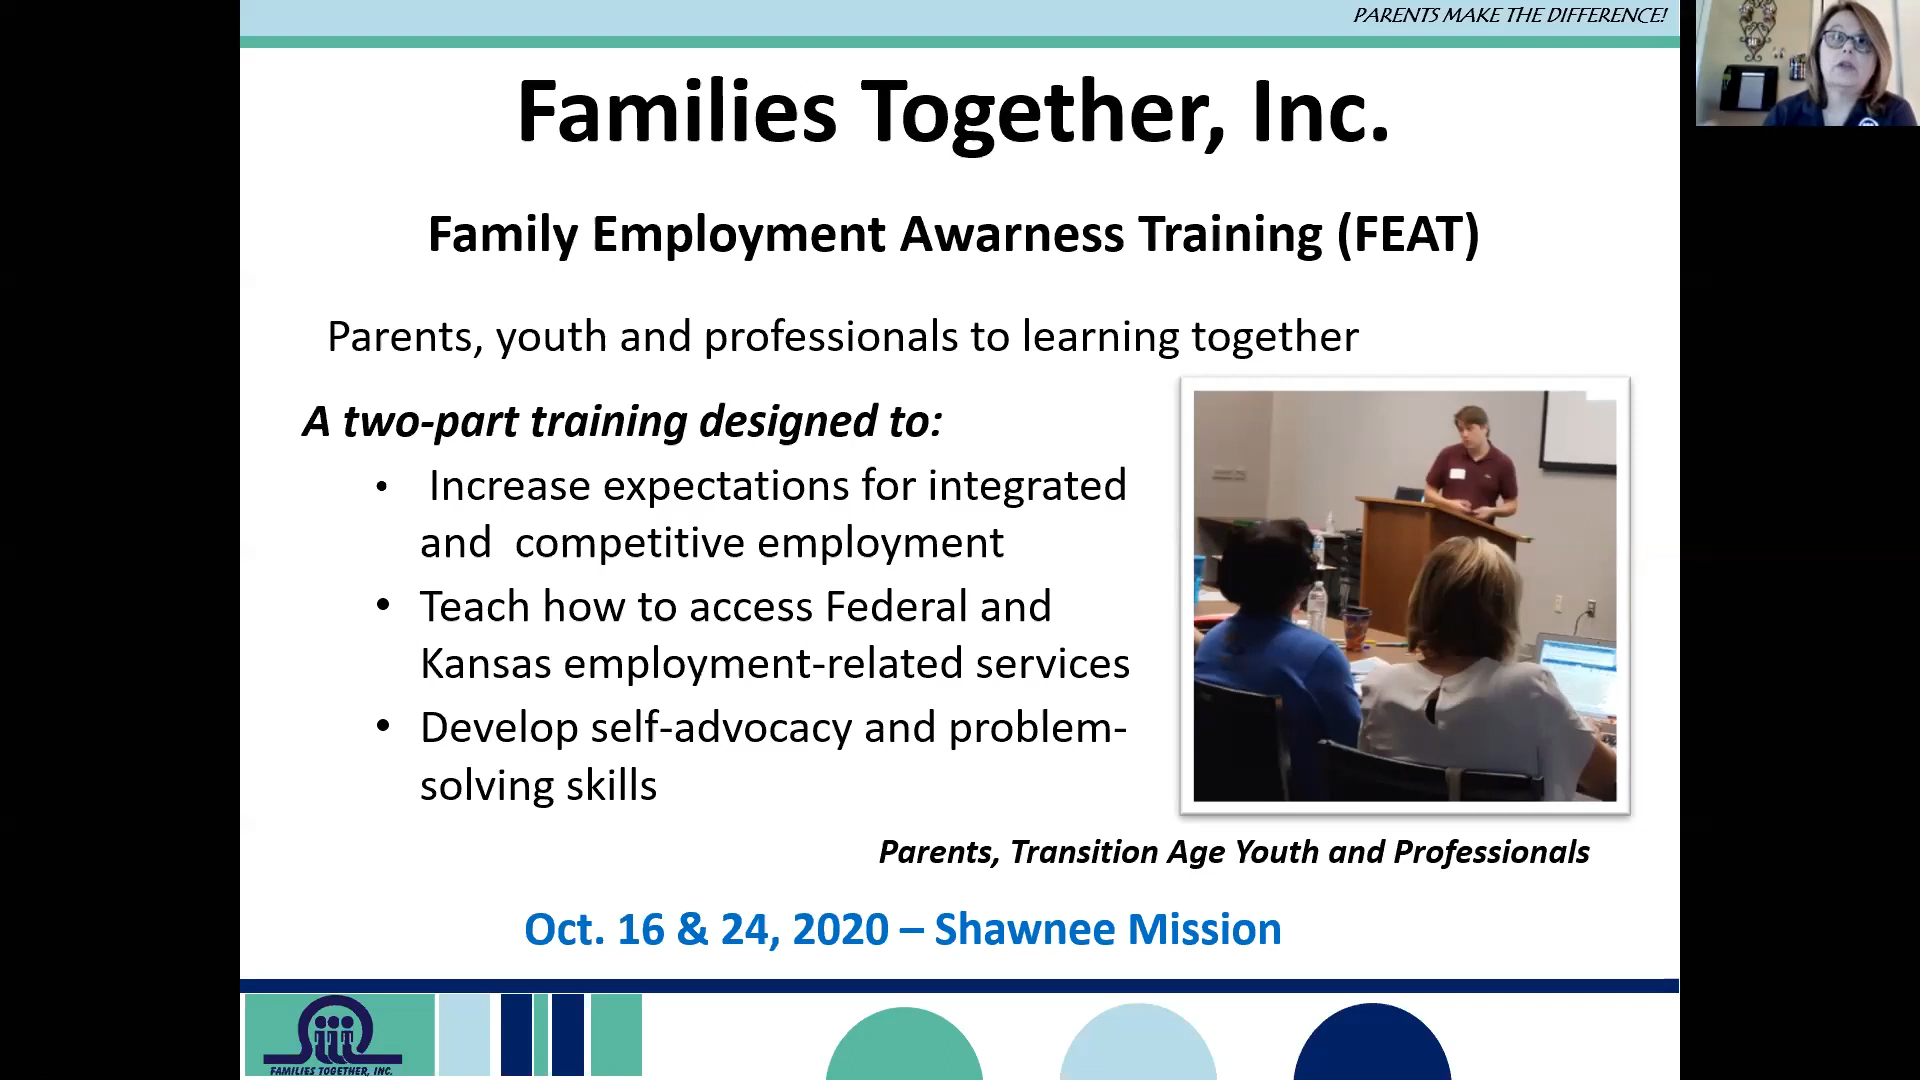 PARENTS MAKE THE DIFFERENCE!
Families Together, Inc.
Family Employment Awarness Training (FEAT)
Parents, youth and professionals to learning together
A two-part training designed to:
• Increase expectations for integrated
and competitive employment
• Teach how to access Federal and
Kansas employment-related services
• Develop self-advocacy and problem-
solving skills
Parents, Transition Age Youth and Professionals
Oct. 16 & 24, 2020 – Shawnee Mission
FAMILIES TOGETHER, INC.